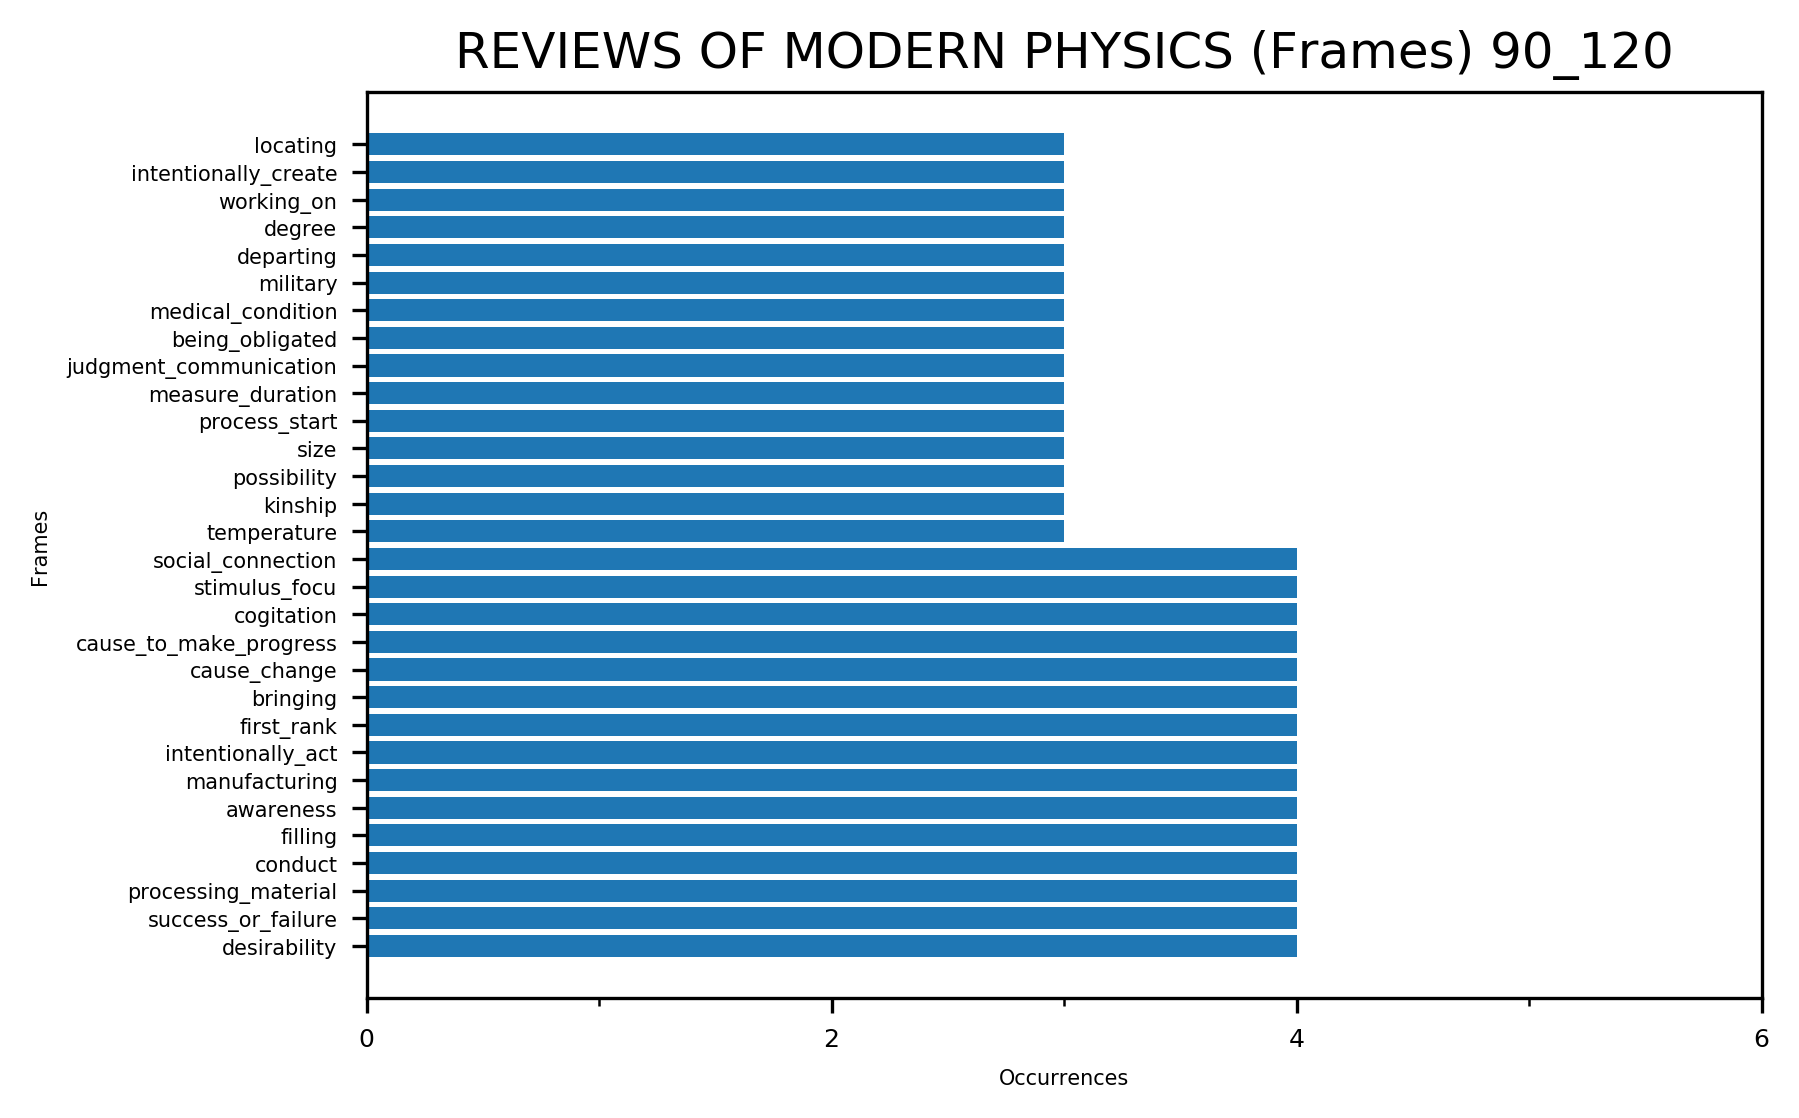 REVIEWS OF MODERN PHYSICS (Frames) 90_120
locating
intentionally_create
working_on
degree
departing
military
medical_condition
being_obligated
judgment_communication
measure_duration
process_start
size
possibility
kinship
temperature
social_connection
stimulus_focu
cogitation
cause_to_make_progress
cause_change
bringing
first_rank
intentionally_act
manufacturing
awareness
filling
conduct
processing_material
success_or_failure
desirability
Frames
0 2 4 6
Occurrences